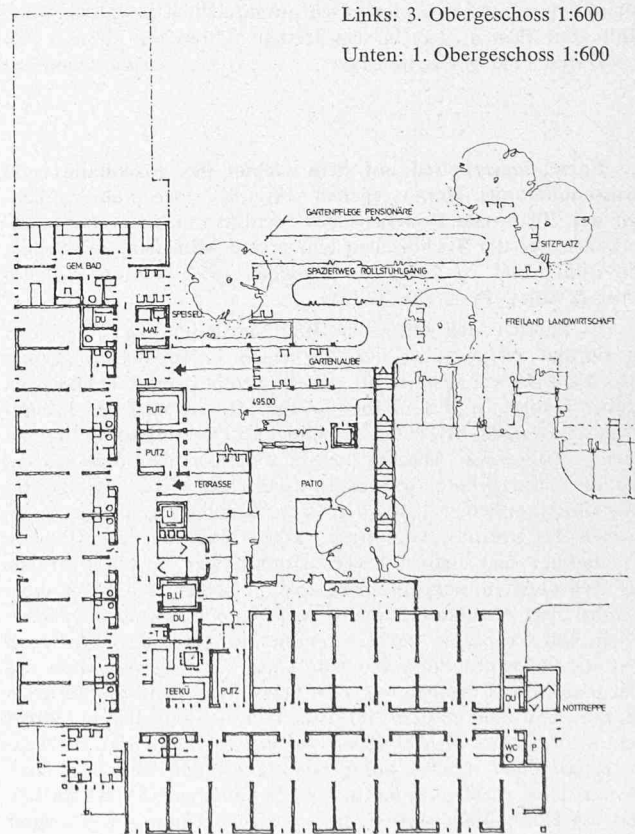 Links: 3. Obergeschoss 1:600
Unten: 1. Obergeschoss 1:600
GARTENPFLEGE PENSIONÄRE
SITZPLATZ
GEM. BAD
SPAZIERWEG ROLLSTUHLGÄNIG
DU
MAT.
SPEISEL
FREILAND LANDWIRTSCHAFT
GARTENLAUBE
PUTZ
495.00
PUTZ
TERRASSE
PATIO
LI
B.LI
DU
TEEKÜ
PUTZ
DU
NOTTREPPE
WC
P